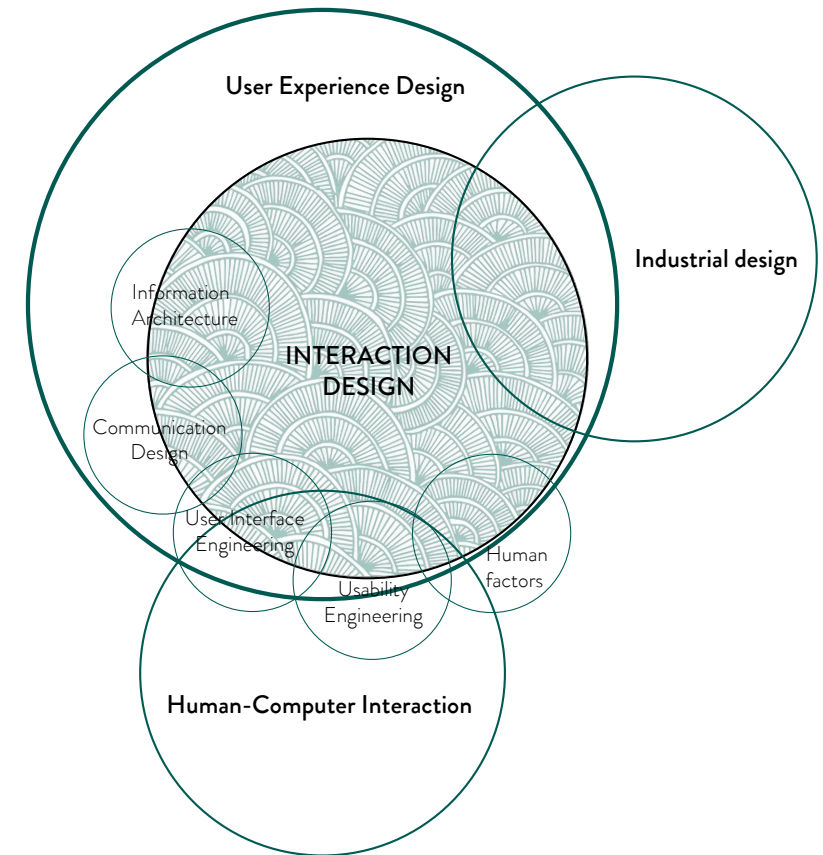 User Experience Design
Industrial design
Information
Architecture
INTERACTION
DESIGN
Communication
Design
User Interface
Engineering
Human
factors
Usability
Engineering
Human-Computer Interaction